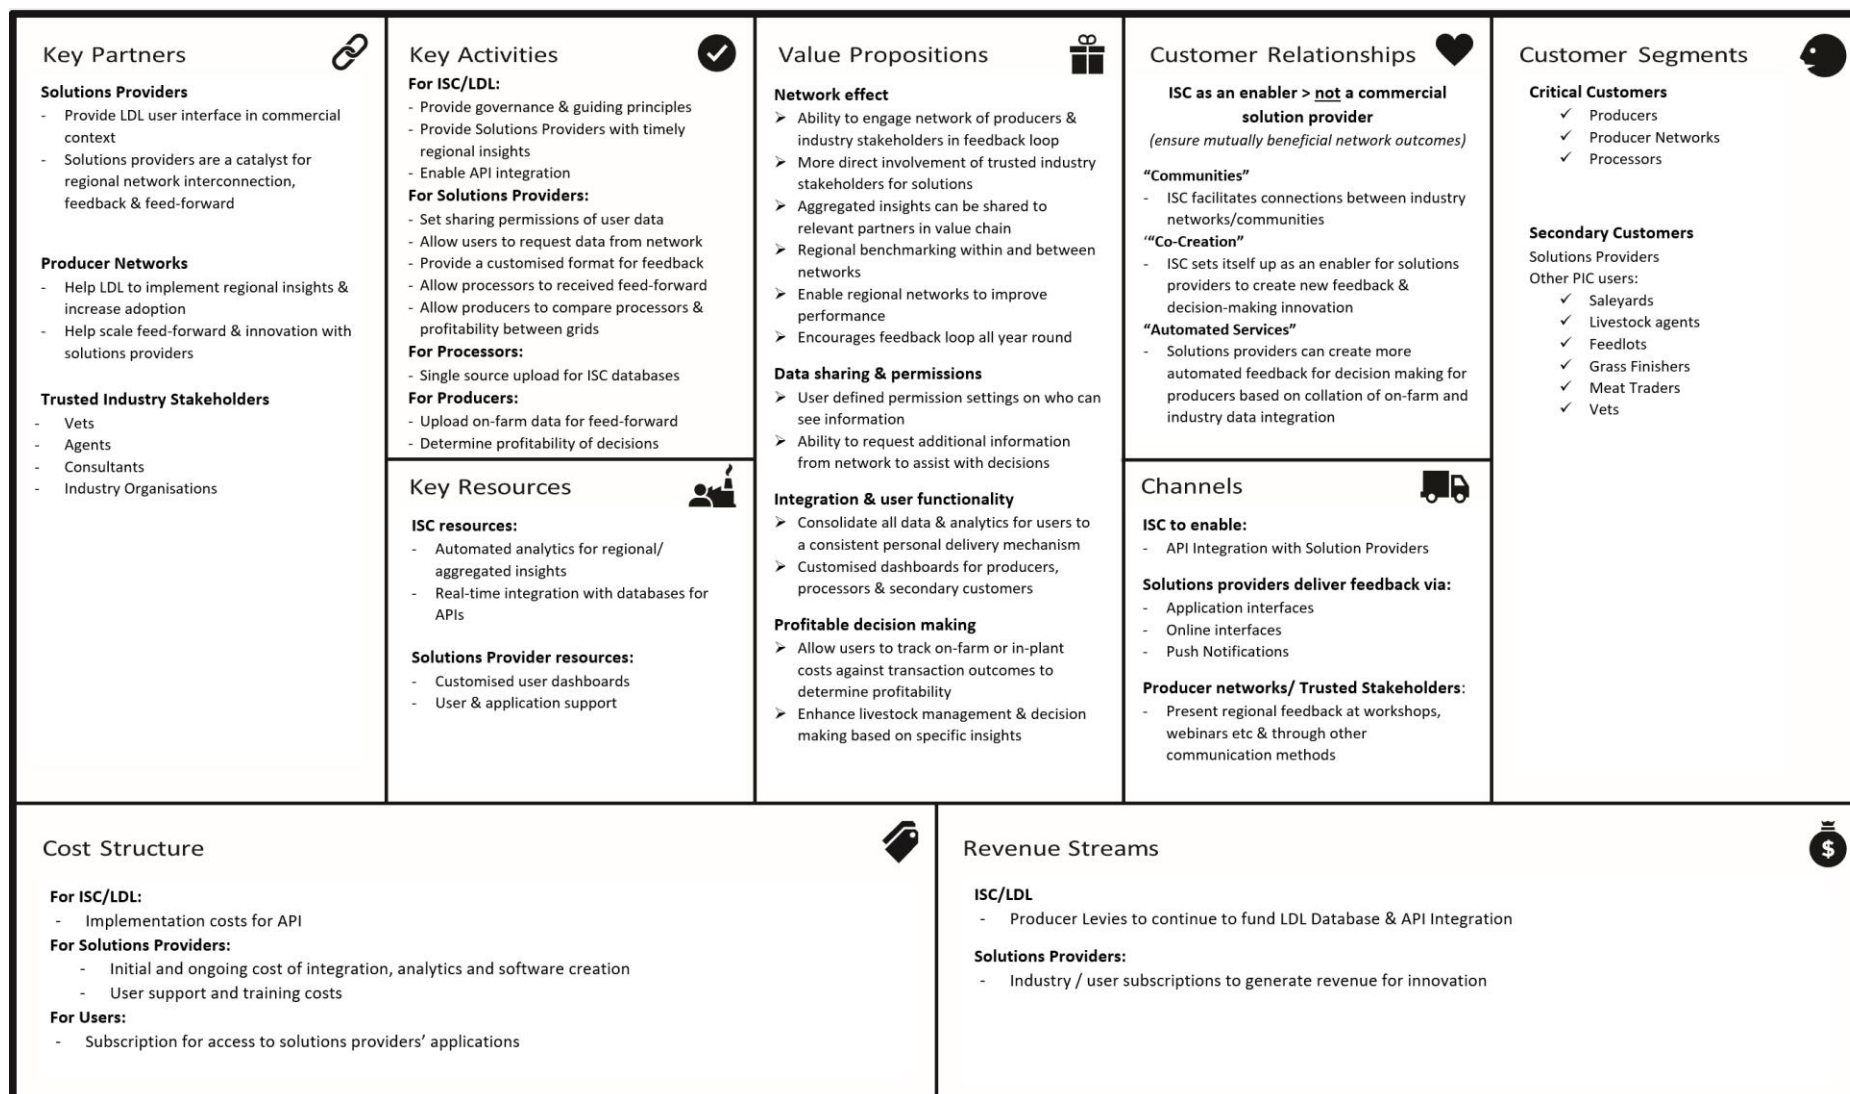 Key Partners
Solutions Providers
- Provide LDL user interface in commercial
context
- Solutions providers are a catalyst for
regional network interconnection,
feedback & feed-forward
Producer Networks
- Help LDL to implement regional insights &
increase adoption
- Help scale feed-forward & innovation with
solutions providers
Trusted Industry Stakeholders
- Vets
- Agents
- Consultants
- Industry Organisations
Key Activities
For ISC/LDL:
- Provide governance & guiding principles
- Provide Solutions Providers with timely
regional insights
- Enable API integration
For Solutions Providers:
- Set sharing permissions of user data
- Allow users to request data from network
- Provide a customised format for feedback
- Allow processors to received feed-forward
- Allow producers to compare processors &
profitability between grids
For Processors:
- Single source upload for ISC databases
For Producers:
- Upload on-farm data for feed-forward
- Determine profitability of decisions
Key Resources
ISC resources:
- Automated analytics for regional/
aggregated insights
- Real-time integration with databases for
APIs
Solutions Provider resources:
- Customised user dashboards
- User & application support
Value Propositions
Network effect
➢ Ability to engage network of producers &
industry stakeholders in feedback loop
➢ More direct involvement of trusted industry
stakeholders for solutions
➢ Aggregated insights can be shared to
relevant partners in value chain
➢ Regional benchmarking within and between
networks
➢ Enable regional networks to improve
performance
➢ Encourages feedback loop all year round
Data sharing & permissions
➢ User defined permission settings on who can
see information
➢ Ability to request additional information
from network to assist with decisions
Integration & user functionality
➢ Consolidate all data & analytics for users to
a consistent personal delivery mechanism
➢ Customised dashboards for producers,
processors & secondary customers
Profitable decision making
➢ Allow users to track on-farm or in-plant
costs against transaction outcomes to
determine profitability
➢ Enhance livestock management & decision
making based on specific insights
Customer Relationships
ISC as an enabler > not a commercial
solution provider
(ensure mutually beneficial network outcomes)
“Communities”
- ISC facilitates connections between industry
networks/communities
‘“Co-Creation”
- ISC sets itself up as an enabler for solutions
providers to create new feedback &
decision-making innovation
“Automated Services”
- Solutions providers can create more
automated feedback for decision making for
producers based on collation of on-farm and
industry data integration
Channels
ISC to enable:
- API Integration with Solution Providers
Solutions providers deliver feedback via:
- Application interfaces
- Online interfaces
- Push Notifications
Producer networks/ Trusted Stakeholders:
- Present regional feedback at workshops,
webinars etc & through other
communication methods
Customer Segments
Critical Customers
✓ Producers
✓ Producer Networks
✓ Processors
Secondary Customers
Solutions Providers
Other PIC users:
✓ Saleyards
✓ Livestock agents
✓ Feedlots
✓ Grass Finishers
✓ Meat Traders
✓ Vets
Cost Structure
For ISC/LDL:
- Implementation costs for API
For Solutions Providers:
- Initial and ongoing cost of integration, analytics and software creation
- User support and training costs
For Users:
- Subscription for access to solutions providers’ applications
Revenue Streams
$
ISC/LDL
- Producer Levies to continue to fund LDL Database & API Integration
Solutions Providers:
- Industry / user subscriptions to generate revenue for innovation